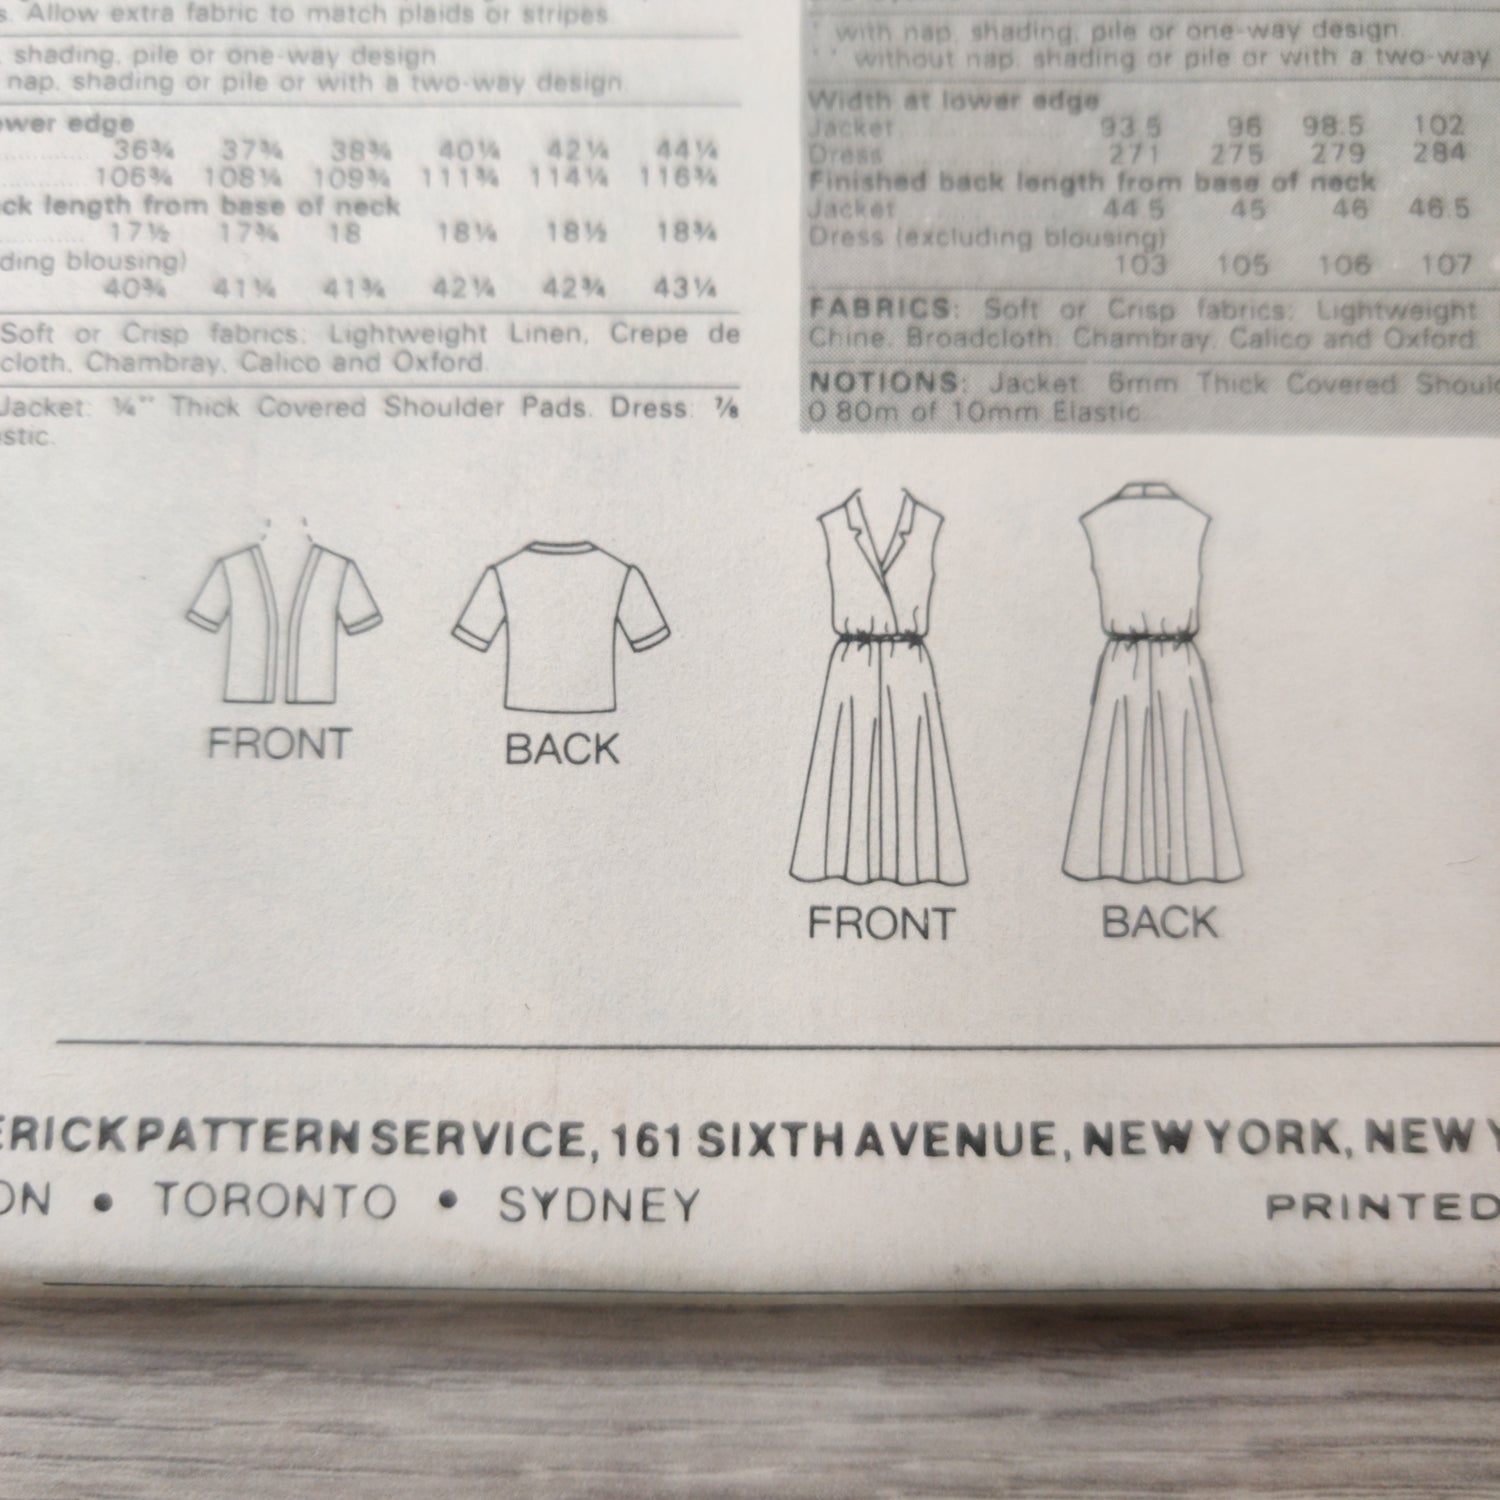 s. Allow extra fabric to match plaids or stripes.
shading, pile or one-way design
nap, shading or pile or with a two-way design.
ower edge
36¾ 37¾ 38¾ 40¼ 42¼ 44¼
106¾ 108¼ 109¾ 111¾ 114¼ 116¾
ck length from base of neck
17½ 17¾ 18 18¼ 18½ 18¾
ding blousing)
40¾ 41¼ 41¾ 42¼ 42¾ 43¼
Soft or Crisp fabrics: Lightweight Linen, Crepe de
cloth, Chambray, Calico and Oxford.
Jacket: ¼" Thick Covered Shoulder Pads. Dress: ⅞
stic.
* with nap, shading, pile or one-way design.
** without nap, shading or pile or with a two-way
Width at lower edge
Jacket 93.5 96 98.5 102
Dress 271 275 279 284
Finished back length from base of neck
Jacket 44.5 45 46 46.5
Dress (excluding blousing)
103 105 106 107
FABRICS: Soft or Crisp fabrics: Lightweight
Chine, Broadcloth, Chambray, Calico and Oxford.
NOTIONS: Jacket: 6mm Thick Covered Should
0.80m of 10mm Elastic.
FRONT
BACK
FRONT
BACK
ERICK PATTERN SERVICE, 161 SIXTH AVENUE, NEW YORK, NEW Y
ON • TORONTO • SYDNEY
PRINTED